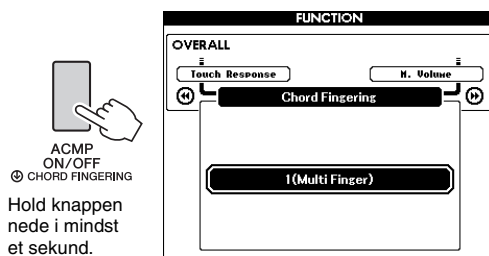 FUNCTION
OVERALL
Touch Response
M. Volume
Chord Fingering
1(Multi Finger)
ACMP
ON/OFF
CHORD FINGERING
Hold knappen
nede i mindst
et sekund.